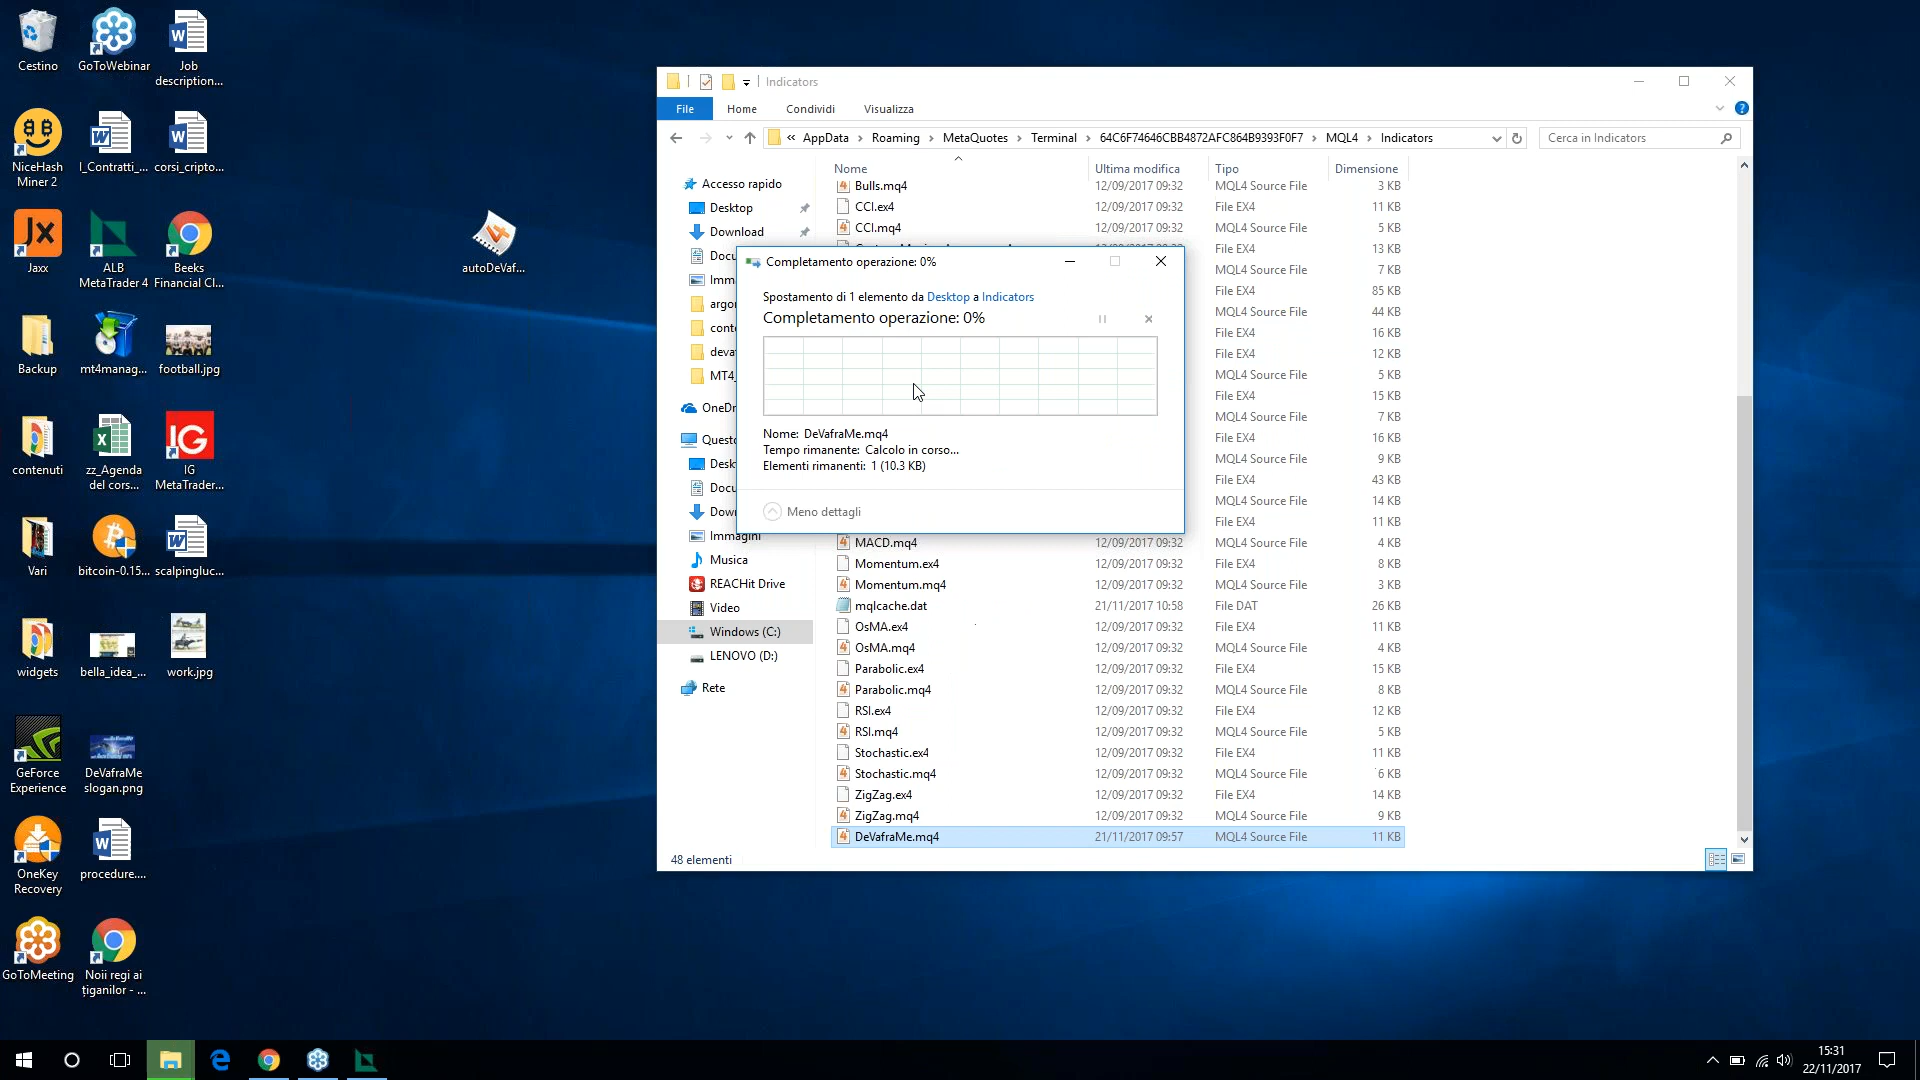 Cestino
GoToWebinar
Job
description...
NiceHash
Miner 2
I_Contratti_...
corsi_cripto...
Jaxx
ALB
MetaTrader 4
Beeks
Financial Cl...
Backup
mt4manag...
football.jpg
contenuti
zz_Agenda
del cors...
IG
MetaTrader...
Vari
bitcoin-0.15...
scalpingluc...
widgets
bella_idea_...
work.jpg
GeForce
Experience
DeVaframe
slogan.png
OneKey
Recovery
procedure....
GoToMeeting
Noii regi ai
țiganilor - ...
autoDeVaf...
Indicators
File Home Condividi Visualizza
« AppData › Roaming › MetaQuotes › Terminal › 64C6F74646CBB4872AFC864B9393F0F7 › MQL4 › Indicators
Cerca in Indicators
Nome Ultima modifica Tipo Dimensione
Accesso rapido
Desktop
Download
Docu
Imm
argo
conte
deva
MT4_
OneDr
Questo
Desk
Docu
Down
Immagini
Musica
REACHit Drive
Video
Windows (C:)
LENOVO (D:)
Rete
Bulls.mq4 12/09/2017 09:32 MQL4 Source File 3 KB
CCI.ex4 12/09/2017 09:32 File EX4 11 KB
CCI.mq4 12/09/2017 09:32 MQL4 Source File 5 KB
File EX4 13 KB
MQL4 Source File 7 KB
File EX4 85 KB
MQL4 Source File 44 KB
File EX4 16 KB
File EX4 12 KB
MQL4 Source File 5 KB
File EX4 15 KB
MQL4 Source File 7 KB
File EX4 16 KB
MQL4 Source File 9 KB
File EX4 43 KB
MQL4 Source File 14 KB
File EX4 11 KB
MACD.mq4 12/09/2017 09:32 MQL4 Source File 4 KB
Momentum.ex4 12/09/2017 09:32 File EX4 8 KB
Momentum.mq4 12/09/2017 09:32 MQL4 Source File 3 KB
mqlcache.dat 21/11/2017 10:58 File DAT 26 KB
OsMA.ex4 12/09/2017 09:32 File EX4 11 KB
OsMA.mq4 12/09/2017 09:32 MQL4 Source File 4 KB
Parabolic.ex4 12/09/2017 09:32 File EX4 15 KB
Parabolic.mq4 12/09/2017 09:32 MQL4 Source File 8 KB
RSI.ex4 12/09/2017 09:32 File EX4 12 KB
RSI.mq4 12/09/2017 09:32 MQL4 Source File 5 KB
Stochastic.ex4 12/09/2017 09:32 File EX4 11 KB
Stochastic.mq4 12/09/2017 09:32 MQL4 Source File 6 KB
ZigZag.ex4 12/09/2017 09:32 File EX4 14 KB
ZigZag.mq4 12/09/2017 09:32 MQL4 Source File 9 KB
DeVaframe.mq4 21/11/2017 09:57 MQL4 Source File 11 KB
48 elementi
Completamento operazione: 0%
Spostamento di 1 elemento da Desktop a Indicators
Completamento operazione: 0%
Nome: DeVaframe.mq4
Tempo rimanente: Calcolo in corso...
Elementi rimanenti: 1 (10.3 KB)
Meno dettagli
15:31
22/11/2017